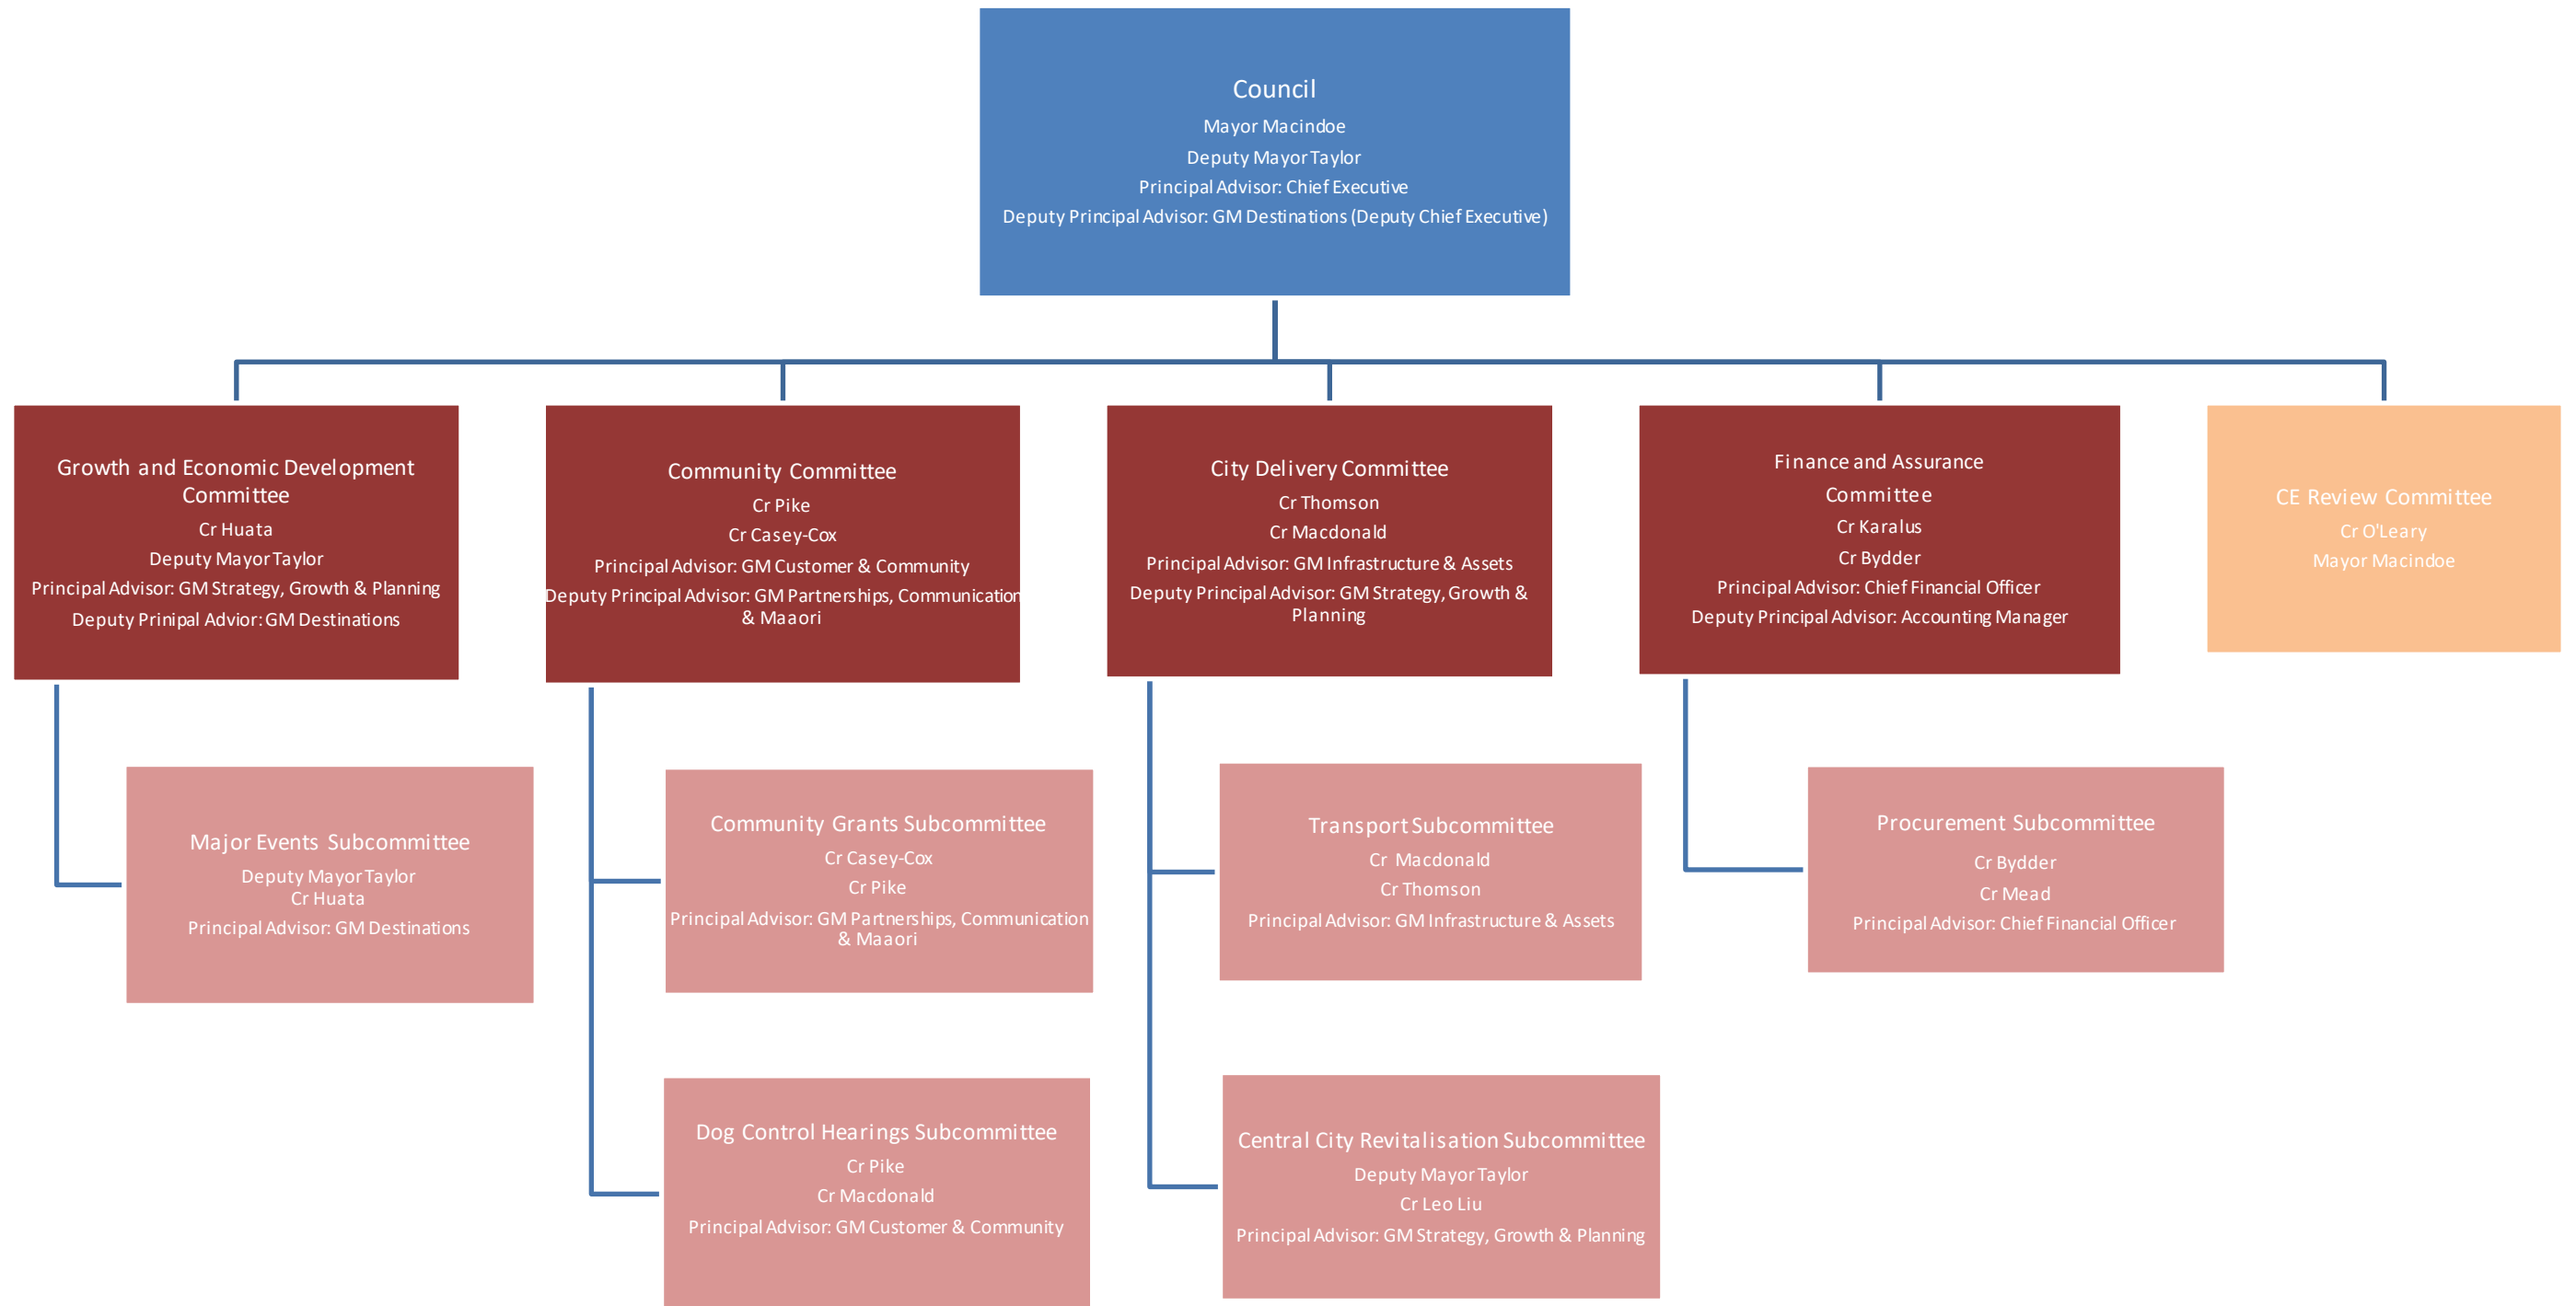 Council
Mayor Macindoe
Deputy Mayor Taylor
Principal Advisor: Chief Executive
Deputy Principal Advisor: GM Destinations (Deputy Chief Executive)
Growth and Economic Development
Committee
Cr Huata
Deputy Mayor Taylor
Principal Advisor: GM Strategy, Growth & Planning
Deputy Prinipal Advior: GM Destinations
Community Committee
Cr Pike
Cr Casey-Cox
Principal Advisor: GM Customer & Community
Deputy Principal Advisor: GM Partnerships, Communication
& Maaori
City Delivery Committee
Cr Thomson
Cr Macdonald
Principal Advisor: GM Infrastructure & Assets
Deputy Principal Advisor: GM Strategy, Growth &
Planning
Finance and Assurance
Committee
Cr Karalus
Cr Bydder
Principal Advisor: Chief Financial Officer
Deputy Principal Advisor: Accounting Manager
CE Review Committee
Cr O'Leary
Mayor Macindoe
Major Events Subcommittee
Deputy Mayor Taylor
Cr Huata
Principal Advisor: GM Destinations
Community Grants Subcommittee
Cr Casey-Cox
Cr Pike
Principal Advisor: GM Partnerships, Communication
& Maaori
Transport Subcommittee
Cr Macdonald
Cr Thomson
Principal Advisor: GM Infrastructure & Assets
Procurement Subcommittee
Cr Bydder
Cr Mead
Principal Advisor: Chief Financial Officer
Dog Control Hearings Subcommittee
Cr Pike
Cr Macdonald
Principal Advisor: GM Customer & Community
Central City Revitalisation Subcommittee
Deputy Mayor Taylor
Cr Leo Liu
Principal Advisor: GM Strategy, Growth & Planning